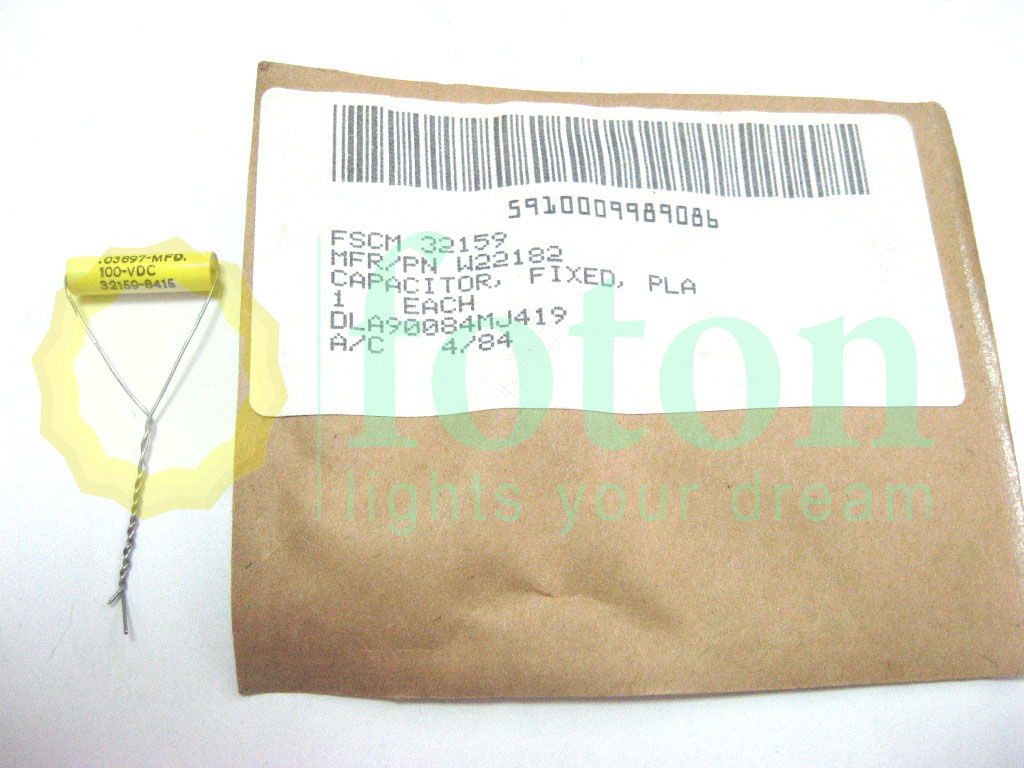 .03897-MFD.
100-VDC
32159-8415
5910009989086
FSCM 32159
MFR/PN W22182
CAPACITOR, FIXED, PLA
1 EACH
DLA90084MJ419
A/C 4/84
foton
lights your dream